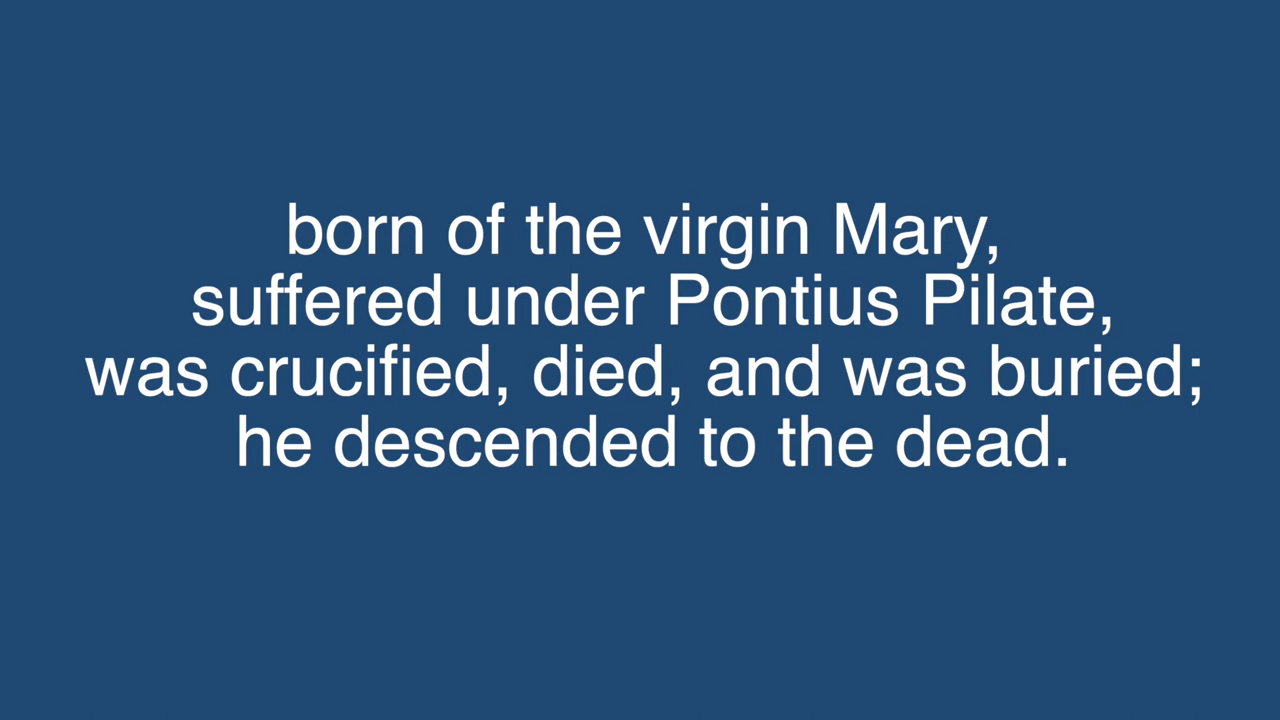 born of the virgin Mary,
suffered under Pontius Pilate,
was crucified, died, and was buried;
he descended to the dead.